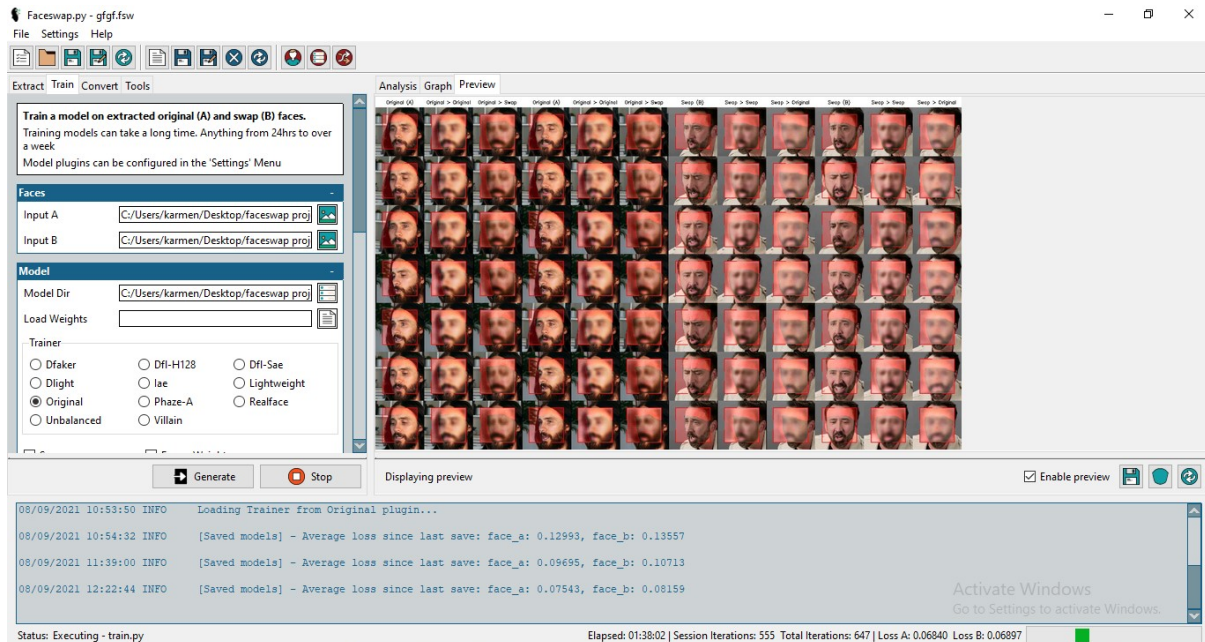 Faceswap.py - gfgf.fsw
File Settings Help
Extract Train Convert Tools
Train a model on extracted original (A) and swap (B) faces.
Training models can take a long time. Anything from 24hrs to over
a week
Model plugins can be configured in the 'Settings' Menu
Faces -
Input A C:/Users/karmen/Desktop/faceswap proj
Input B C:/Users/karmen/Desktop/faceswap proj
Model -
Model Dir C:/Users/karmen/Desktop/faceswap proj
Load Weights
Trainer
Dfaker Dfl-H128 Dfl-Sae
Dlight Iae Lightweight
Original Phaze-A Realface
Unbalanced Villain
Generate Stop
Analysis Graph Preview
Original (A) Original > Original Original > Swap Original (A) Original > Original Original > Swap Swap (B) Swap > Swap Swap > Original Swap (B) Swap > Swap Swap > Original
Displaying preview Enable preview
08/09/2021 10:53:50 INFO Loading Trainer from Original plugin...
08/09/2021 10:54:32 INFO [Saved models] - Average loss since last save: face_a: 0.12993, face_b: 0.13557
08/09/2021 11:39:00 INFO [Saved models] - Average loss since last save: face_a: 0.09695, face_b: 0.10713
08/09/2021 12:22:44 INFO [Saved models] - Average loss since last save: face_a: 0.07543, face_b: 0.08159
Activate Windows
Go to Settings to activate Windows.
Status: Executing - train.py Elapsed: 01:38:02 | Session Iterations: 555 Total Iterations: 647 | Loss A: 0.06840 Loss B: 0.06897